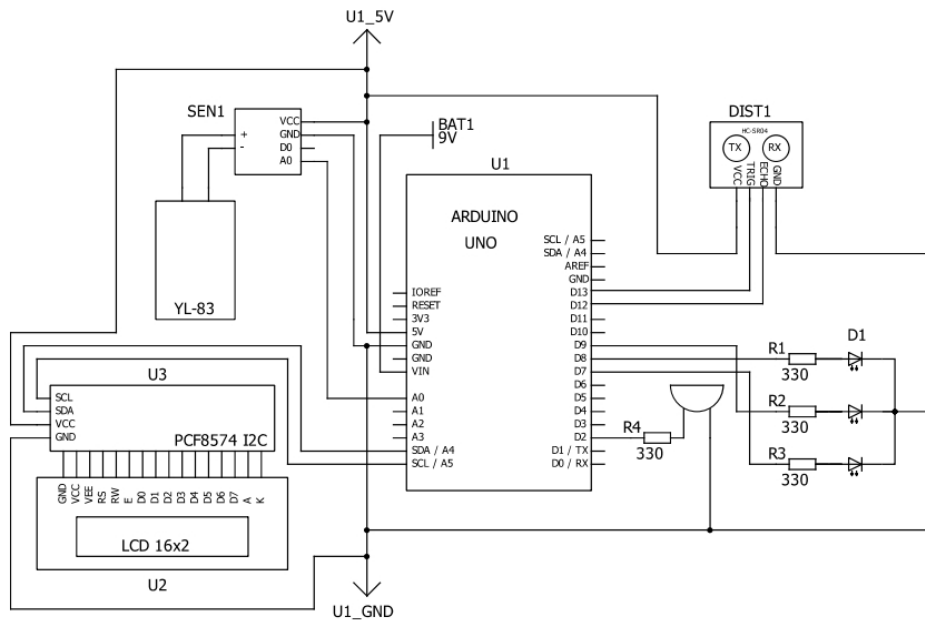 U1_5V
SEN1
VCC
GND
D0
A0
+
-
YL-83
BAT1
9V
DIST1
HC-SR04
TX
RX
VCC
TRIG
ECHO
GND
U1
ARDUINO
UNO
IOREF
RESET
3V3
5V
GND
GND
VIN
A0
A1
A2
A3
SDA / A4
SCL / A5
SCL / A5
SDA / A4
AREF
GND
D13
D12
D11
D10
D9
D8
D7
D6
D5
D4
D3
D2
D1 / TX
D0 / RX
R1
330
D1
R2
330
R3
330
R4
330
U3
SCL
SDA
VCC
GND
PCF8574 I2C
GND
VCC
VEE
RS
RW
E
D0
D1
D2
D3
D4
D5
D6
D7
A
K
LCD 16x2
U2
U1_GND